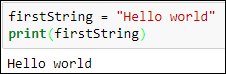 firstString = "Hello world"
print(firstString)
Hello world